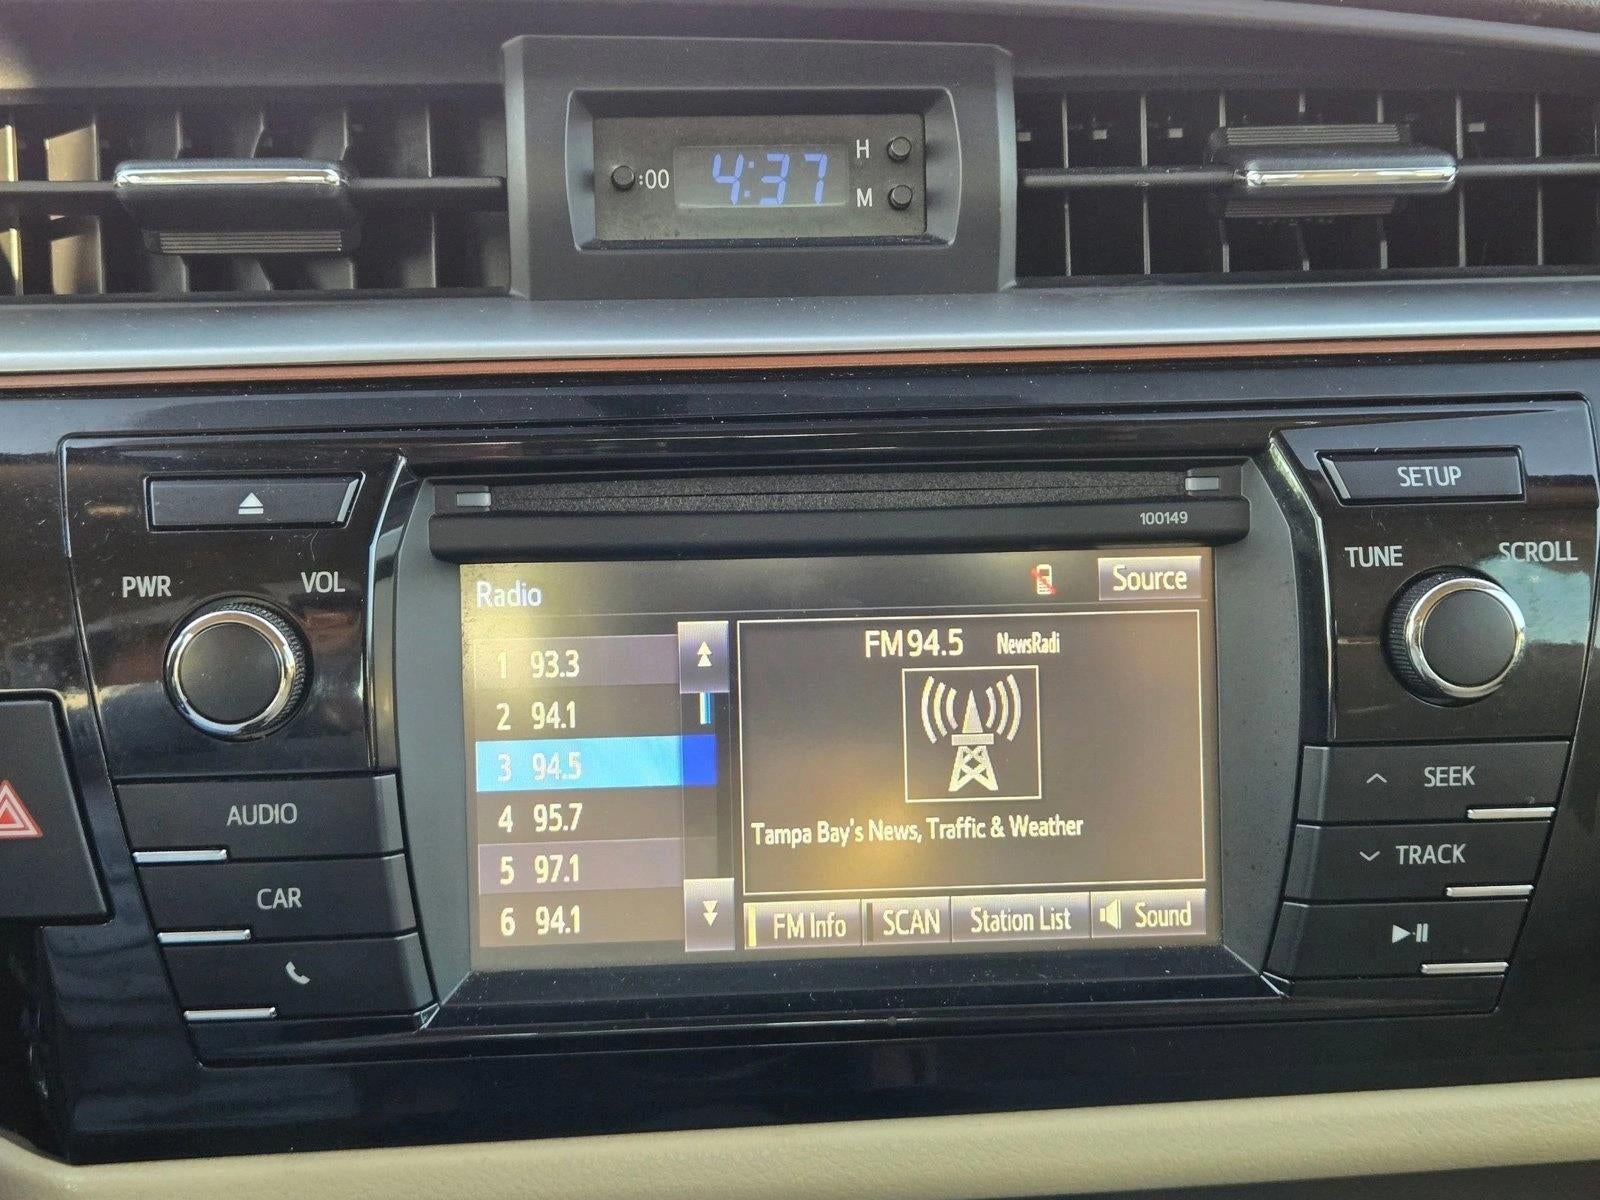 :00
4:37
H
M
SETUP
100149
PWR
VOL
TUNE
SCROLL
Radio
Source
1 93.3
2 94.1
3 94.5
4 95.7
5 97.1
6 94.1
FM94.5 NewsRadi
Tampa Bay's News, Traffic & Weather
FM Info
SCAN
Station List
Sound
AUDIO
CAR
SEEK
TRACK